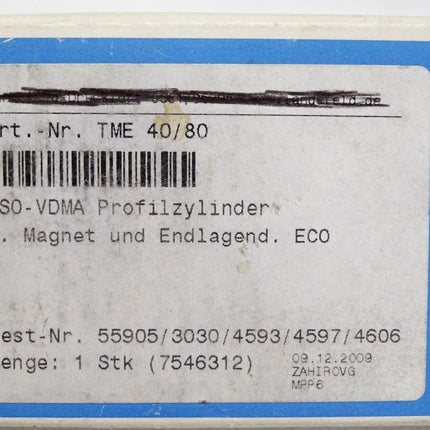 rt.-Nr. TME 40/80
SO-VDMA Profilzylinder
. Magnet und Endlagend. ECO
est-Nr. 55905/3030/4593/4597/4606
enge: 1 Stk (7546312)
09.12.2009
ZAHIROVG
MPP6